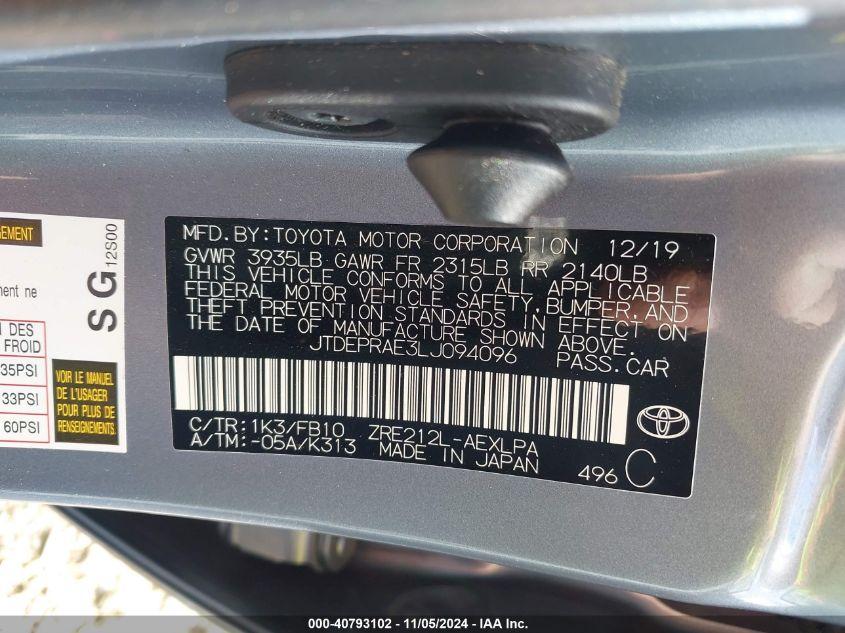 GEMENT
ment ne
N DES
FROID
35PSI
33PSI
60PSI
SG 12S00
VOIR LE MANUEL
DE L'USAGER
POUR PLUS DE
RENSEIGNEMENTS.
MFD. BY: TOYOTA MOTOR CORPORATION 12/19
GVWR 3935LB GAWR FR 2315LB RR 2140LB
THIS VEHICLE CONFORMS TO ALL APPLICABLE
FEDERAL MOTOR VEHICLE SAFETY, BUMPER, AND
THEFT PREVENTION STANDARDS IN EFFECT ON
THE DATE OF MANUFACTURE SHOWN ABOVE.
JTDEPRAE3LJ094096 PASS. CAR
C/TR: 1K3/FB10 ZRE212L-AEXLPA
A/TM: -05A/K313 MADE IN JAPAN
496 C
000-40793102 - 11/05/2024 - IAA Inc.